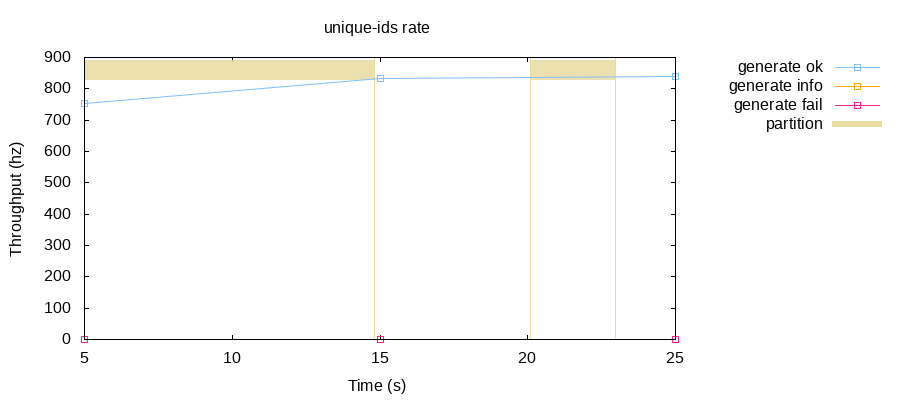 unique-ids rate
generate ok
generate info
generate fail
partition
Throughput (hz)
900
800
700
600
500
400
300
200
100
0
5 10 15 20 25
Time (s)